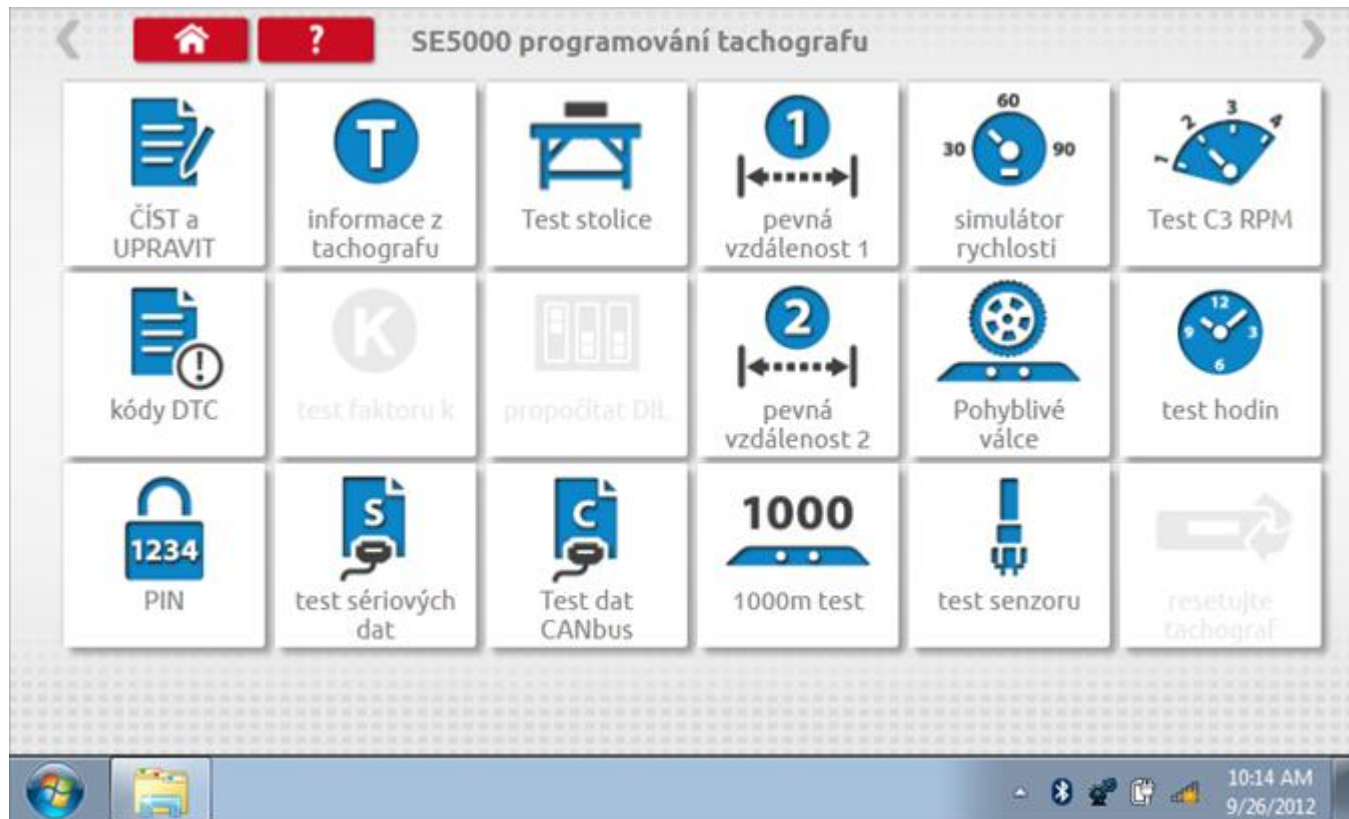 ?
SE5000 programování tachografu
ČÍST a
UPRAVIT
T
informace z
tachografu
Test stolice
1
pevná
vzdálenost 1
60
30
90
simulátor
rychlosti
1
2
3
4
Test C3 RPM
!
kódy DTC
K
test faktoru k
propočítat DIL
2
pevná
vzdálenost 2
Pohyblivé
válce
12
9
3
6
test hodin
1234
PIN
S
test sériových
dat
C
Test dat
CANbus
1000
1000m test
test senzoru
resetujte
tachograf
10:14 AM
9/26/2012